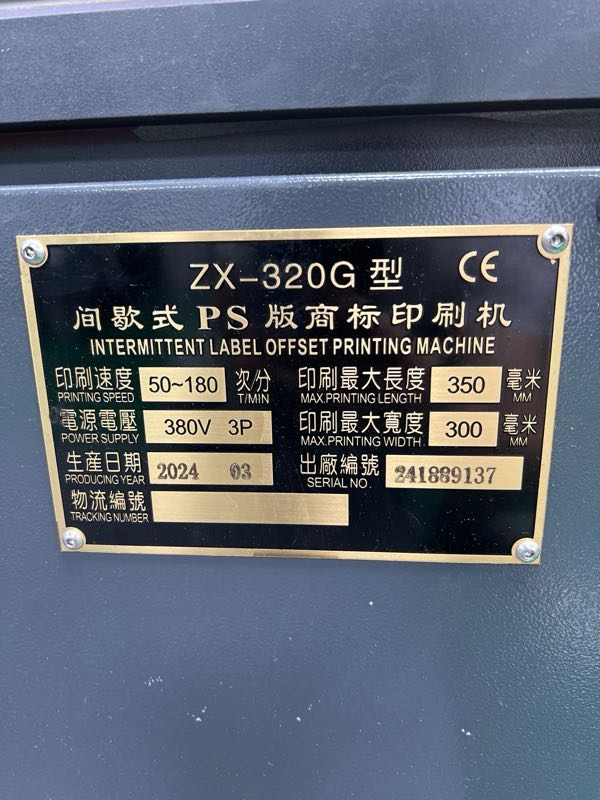 ZX-320G 型 CE
间歇式 PS 版商标印刷机
INTERMITTENT LABEL OFFSET PRINTING MACHINE
印刷速度 50~180 次/分 印刷最大長度 350 毫米
PRINTING SPEED T/MIN MAX.PRINTING LENGTH MM
電源電壓 380V 3P 印刷最大寬度 300 毫米
POWER SUPPLY MAX.PRINTING WIDTH MM
生産日期 2024 03 出廠編號 241889137
PRODUCING YEAR SERIAL NO.
物流編號
TRACKING NUMBER